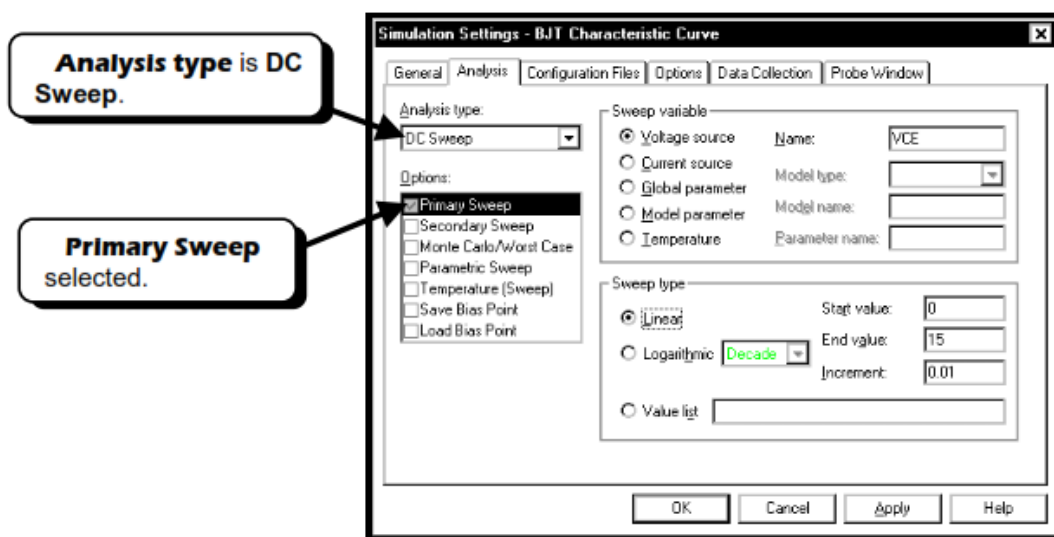 Analysis type is DC
Sweep.
Primary Sweep
selected.
Simulation Settings - BJT Characteristic Curve
General Analysis Configuration Files Options Data Collection Probe Window
Analysis type:
DC Sweep
Options:
Primary Sweep
Secondary Sweep
Monte Carlo/Worst Case
Parametric Sweep
Temperature (Sweep)
Save Bias Point
Load Bias Point
Sweep variable
Voltage source Name: VCE
Current source
Model type:
Global parameter
Model parameter Model name:
Temperature Parameter name:
Sweep type
Linear
Start value: 0
Logarithmic Decade
End value: 15
Increment: 0.01
Value list
OK Cancel Apply Help